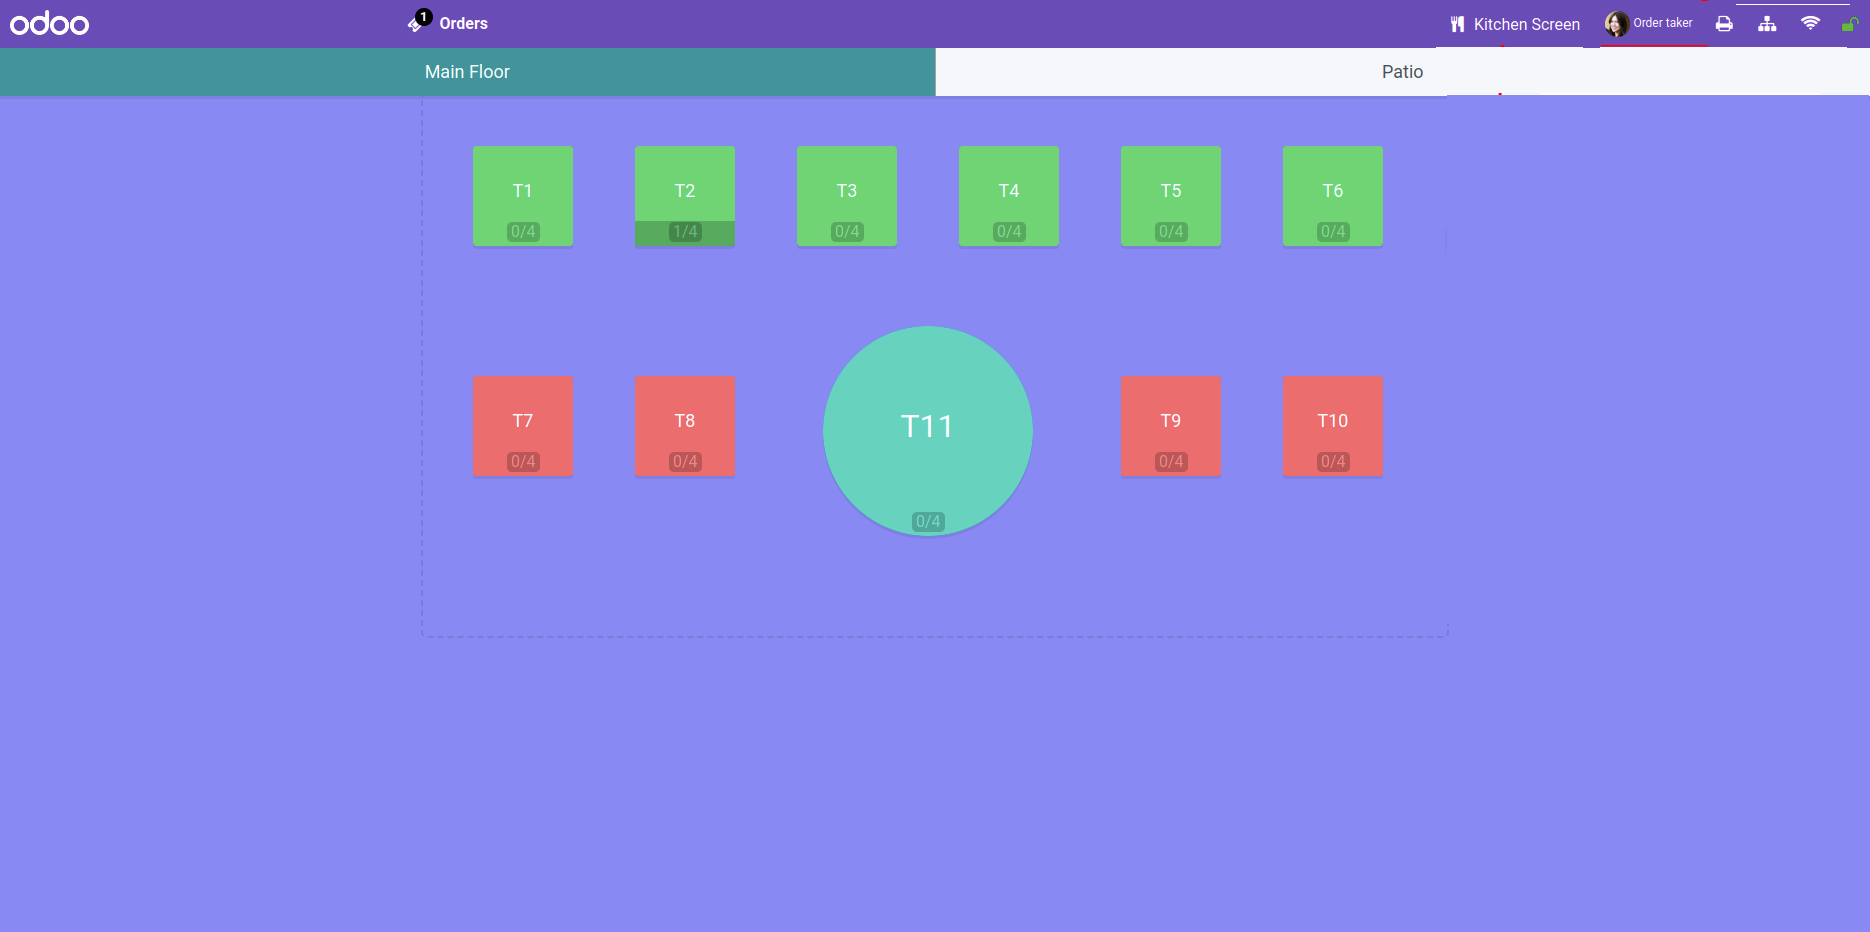 odoo
1 Orders
Kitchen Screen
Order taker
Main Floor
Patio
T1
0/4
T2
1/4
T3
0/4
T4
0/4
T5
0/4
T6
0/4
T7
0/4
T8
0/4
T11
0/4
T9
0/4
T10
0/4